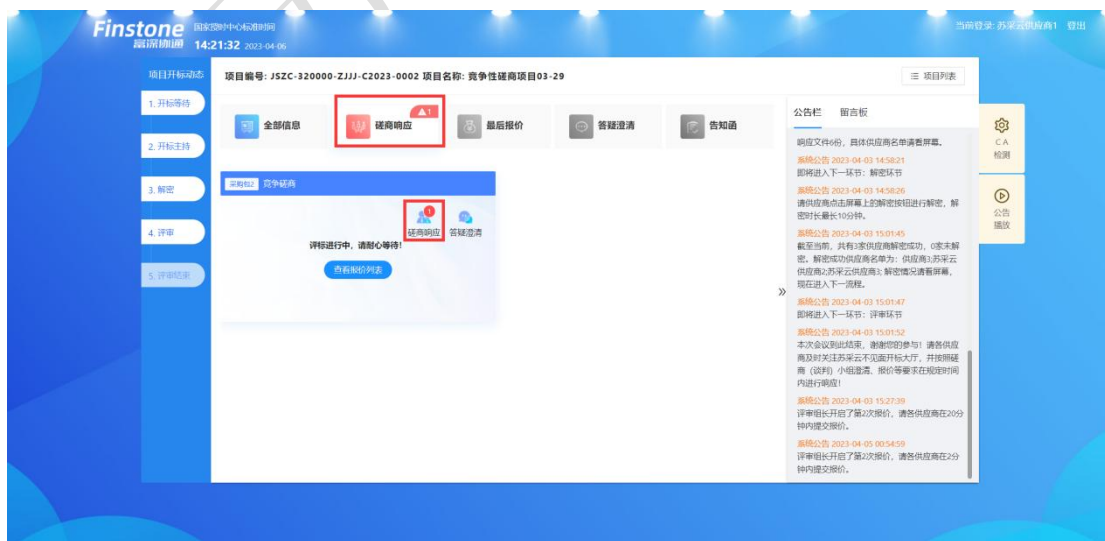 Finstone
富深协通
国家授时中心标准时间
14:21:32 2023-04-06
当前登录: 苏采云供应商1 登出
项目开标动态
项目编号: JSZC-320000-ZJJJ-C2023-0002 项目名称: 竞争性磋商项目03-29
项目列表
1. 开标等待
2. 开标主持
3. 解密
4. 评审
5. 评审结束
全部信息
磋商响应
1
最后报价
答疑澄清
告知函
采购包2 竞争磋商
1
磋商响应
答疑澄清
评标进行中，请耐心等待!
查看报价列表
»
公告栏 留言板
响应文件6份，具体供应商名单请看屏幕。
系统公告 2023-04-03 14:58:21
即将进入下一环节：解密环节
系统公告 2023-04-03 14:58:26
请供应商点击屏幕上的解密按钮进行解密，解
密时长最长10分钟。
系统公告 2023-04-03 15:01:45
截至当前，共有3家供应商解密成功，0家未解
密。解密成功供应商名单为：供应商3;苏采云
供应商2;苏采云供应商3; 解密情况请看屏幕。
现在进入下一流程。
系统公告 2023-04-03 15:01:47
即将进入下一环节：评审环节
系统公告 2023-04-03 15:01:52
本次会议到此结束，谢谢您的参与！请各供应
商及时关注苏采云不见面开标大厅，并按照磋
商（谈判）小组澄清、报价等要求在规定时间
内进行响应！
系统公告 2023-04-03 15:27:39
评审组长开启了第2次报价，请各供应商在20分
钟内提交报价。
系统公告 2023-04-05 00:54:59
评审组长开启了第2次报价，请各供应商在2分
钟内提交报价。
CA
检测
公告
播放